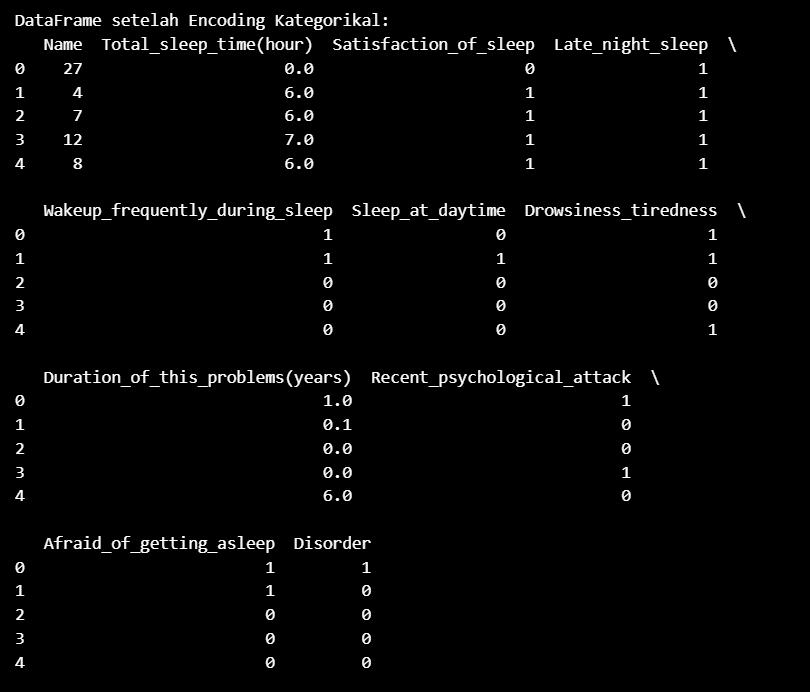 DataFrame setelah Encoding Kategorikal:
   Name  Total_sleep_time(hour)  Satisfaction_of_sleep  Late_night_sleep  \
0    27                     0.0                      0                 1
1     4                     6.0                      1                 1
2     7                     6.0                      1                 1
3    12                     7.0                      1                 1
4     8                     6.0                      1                 1

   Wakeup_frequently_during_sleep  Sleep_at_daytime  Drowsiness_tiredness  \
0                               1                 0                     1
1                               1                 1                     1
2                               0                 0                     0
3                               0                 0                     0
4                               0                 0                     1

   Duration_of_this_problems(years)  Recent_psychological_attack  \
0                               1.0                            1
1                               0.1                            0
2                               0.0                            0
3                               0.0                            1
4                               6.0                            0

   Afraid_of_getting_asleep  Disorder
0                         1         1
1                         1         0
2                         0         0
3                         0         0
4                         0         0